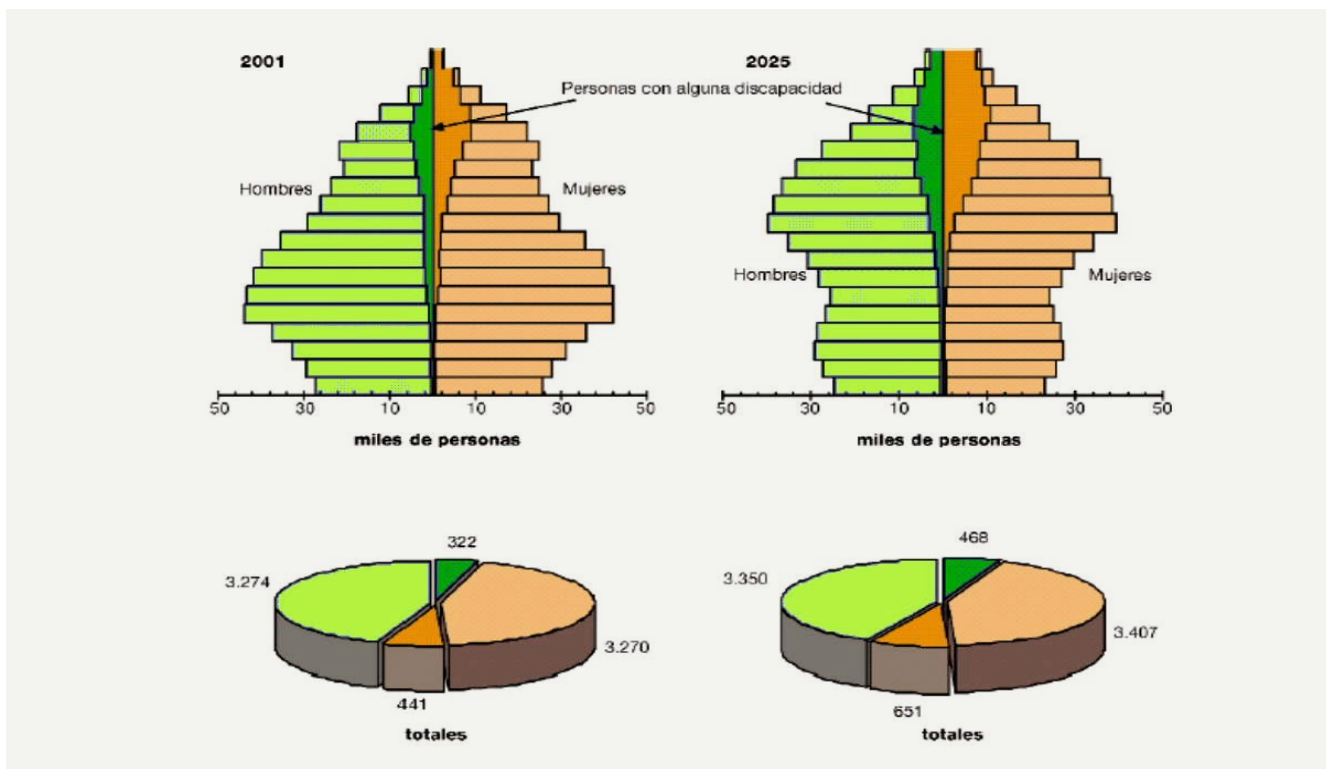 2001
2025
Personas con alguna discapacidad
Hombres
Mujeres
Hombres
Mujeres
50 30 10 10 30 50
50 30 10 10 30 50
miles de personas
miles de personas
322
468
3.274
3.350
3.270
3.407
441
651
totales
totales